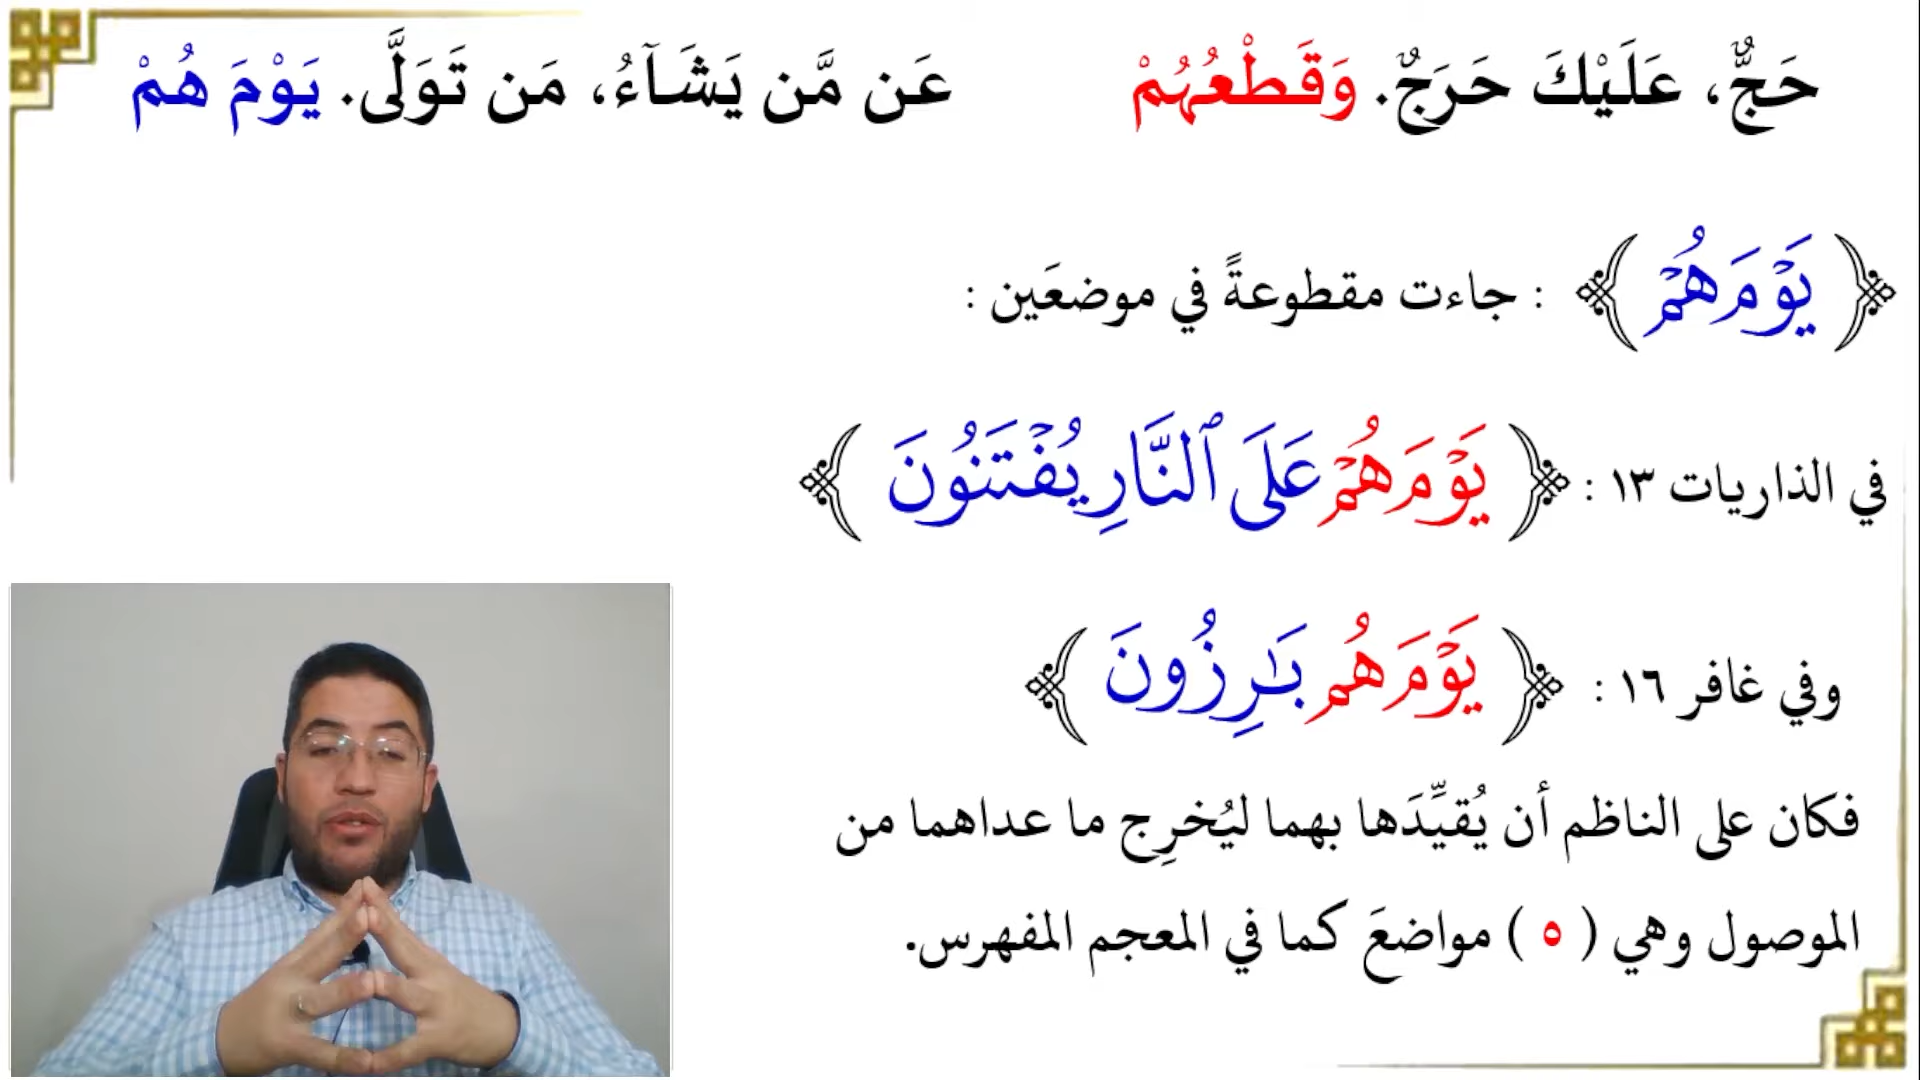 حَجٌّ، عَلَيْكَ حَرَجٌ. وَقَطْعُهُمْ عَن مَّن يَشَآءُ، مَن تَوَلَّى. يَوْمَ هُمْ
﴿ يَوْمَ هُمْ ﴾ : جاءت مقطوعةً في موضعَين :
في الذاريات ١٣ : ﴿ يَوْمَ هُمْ عَلَى ٱلنَّارِ يُفْتَنُونَ ﴾
وفي غافر ١٦ : ﴿ يَوْمَ هُم بَـٰرِزُونَ ﴾
فكان على الناظم أن يُقيِّدَها بهما ليُخرِج ما عداهما من
الموصول وهي ( ٥ ) مواضعَ كما في المعجم المفهرس.